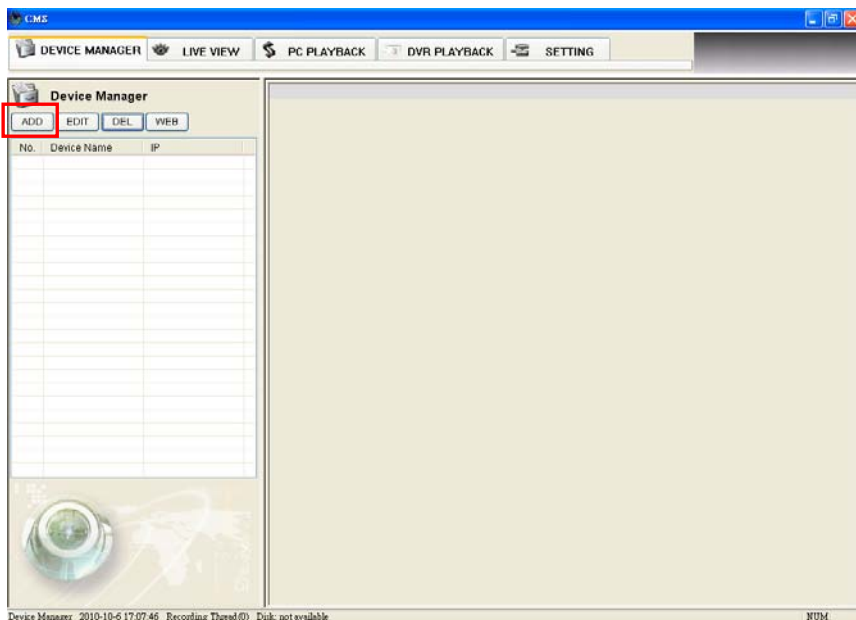 CMS
DEVICE MANAGER LIVE VIEW PC PLAYBACK DVR PLAYBACK SETTING
Device Manager
ADD EDIT DEL WEB
No. Device Name IP
Device Manager 2010-10-6 17:07:46 Recording Thread(0) Disk: not available NUM